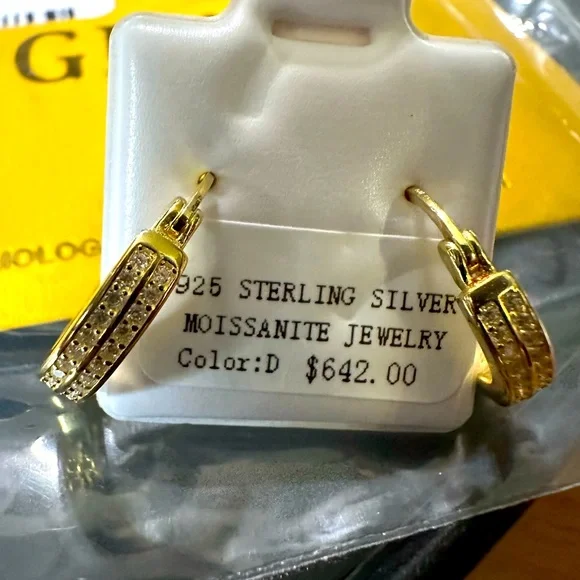 925 STERLING SILVER
MOISSANITE JEWELRY
Color:D $642.00